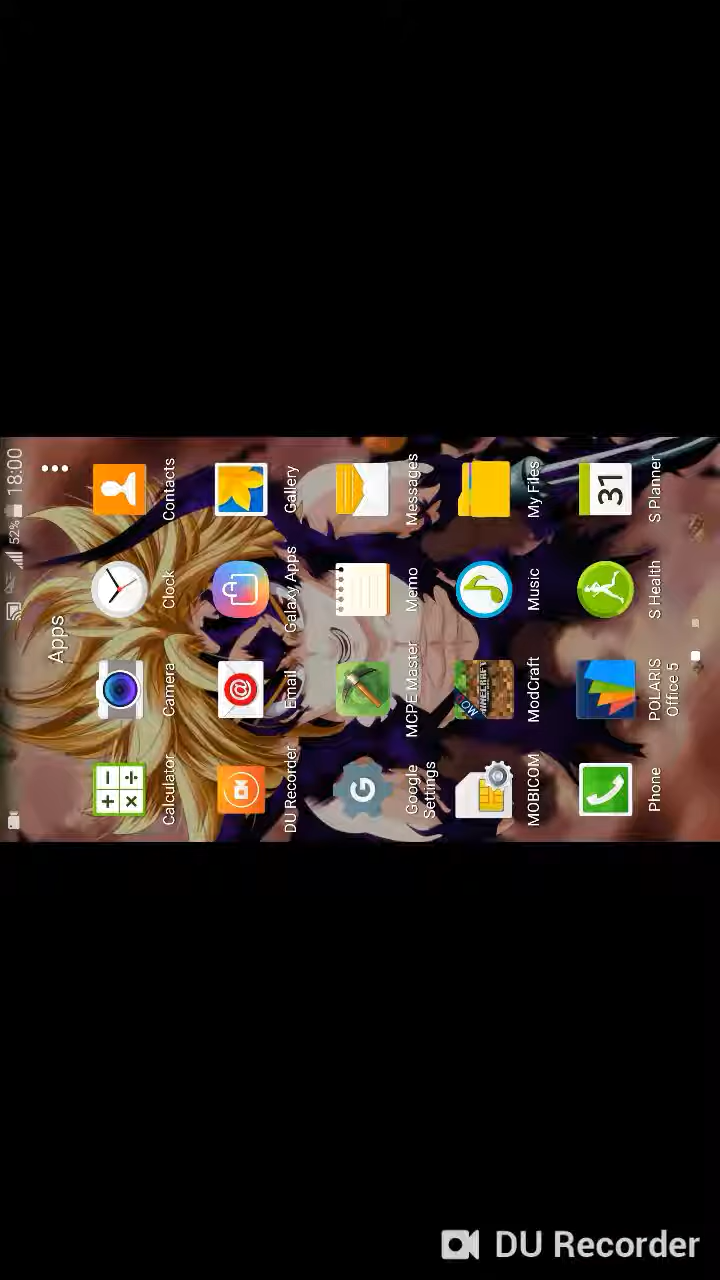 52% 18:00
Apps
Calculator Camera Clock Contacts
DU Recorder Email Galaxy Apps Gallery
Google Settings MCPE Master Memo Messages
MOBICOM ModCraft Music My Files
31
Phone POLARIS Office 5 S Health S Planner
DU Recorder